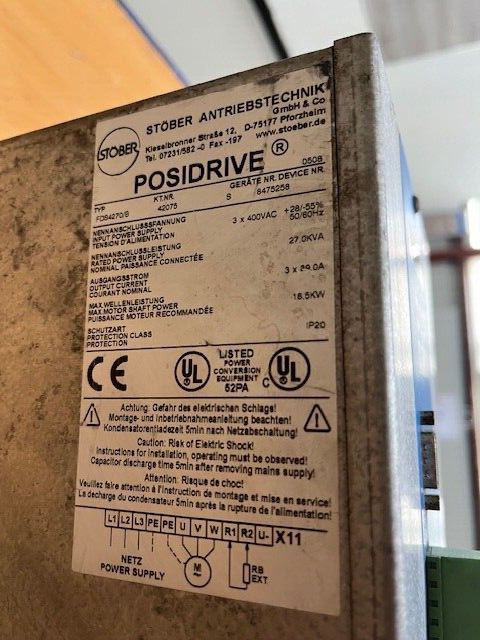 STÖBER
STÖBER ANTRIEBSTECHNIK
GmbH & Co
Kieselbronner Straße 12, D-75177 Pforzheim
Tel. 07231/582 -0 Fax -197 www.stoeber.de
POSIDRIVE ®
0508
TYP KT.NR. GERÄTE NR. DEVICE NR.
FDS4270/B 42075 S 8475258
NENNANSCHLUSSSPANNUNG
INPUT POWER SUPPLY 3 x 400VAC +28/-55%
TENSION D'ALIMENTATION 50/60Hz
NENNANSCHLUSSLEISTUNG
RATED POWER SUPPLY 27.0KVA
NOMINAL PAISSANCE CONNECTÉE
AUSGANGSSTROM
OUTPUT CURRENT 3 x
COURANT NOMINAL
MAX.WELLENLEISTUNG
MAX.MOTOR SHAFT POWER 18.5KW
PUISSANCE MOTEUR RECOMMANDÉE
SCHUTZART
PROTECTION CLASS IP20
PROTECTION
CE UL LISTED C UL
POWER
CONVERSION
EQUIPMENT
52PA
Achtung: Gefahr des elektrischen Schlags!
Montage- und Inbetriebnahmeanleitung beachten!
Kondensatorentladezeit 5min nach Netzabschaltung!
Caution: Risk of Elektric Shock!
Instructions for installation, operating must be observed!
Capacitor discharge time 5min after removing mains supply!
Attention: Risque de choc!
Veuillez faire attention à l'instruction de montage et mise en service!
La decharge du condensateur 5min après la rupture de l'alimentation!
L1 L2 L3 PE PE U V W R1 R2 U- X11
NETZ
POWER SUPPLY
M
~
RB
EXT